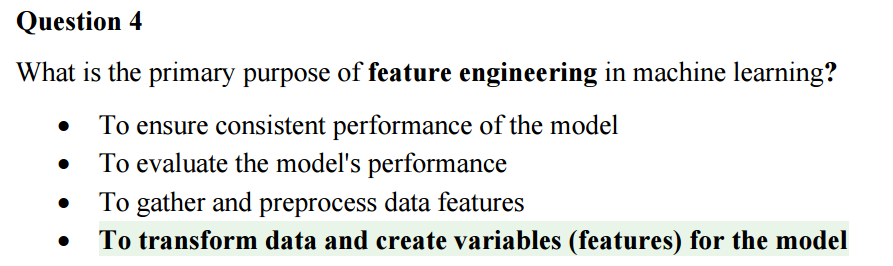 Question 4
What is the primary purpose of feature engineering in machine learning?
• To ensure consistent performance of the model
• To evaluate the model's performance
• To gather and preprocess data features
• To transform data and create variables (features) for the model